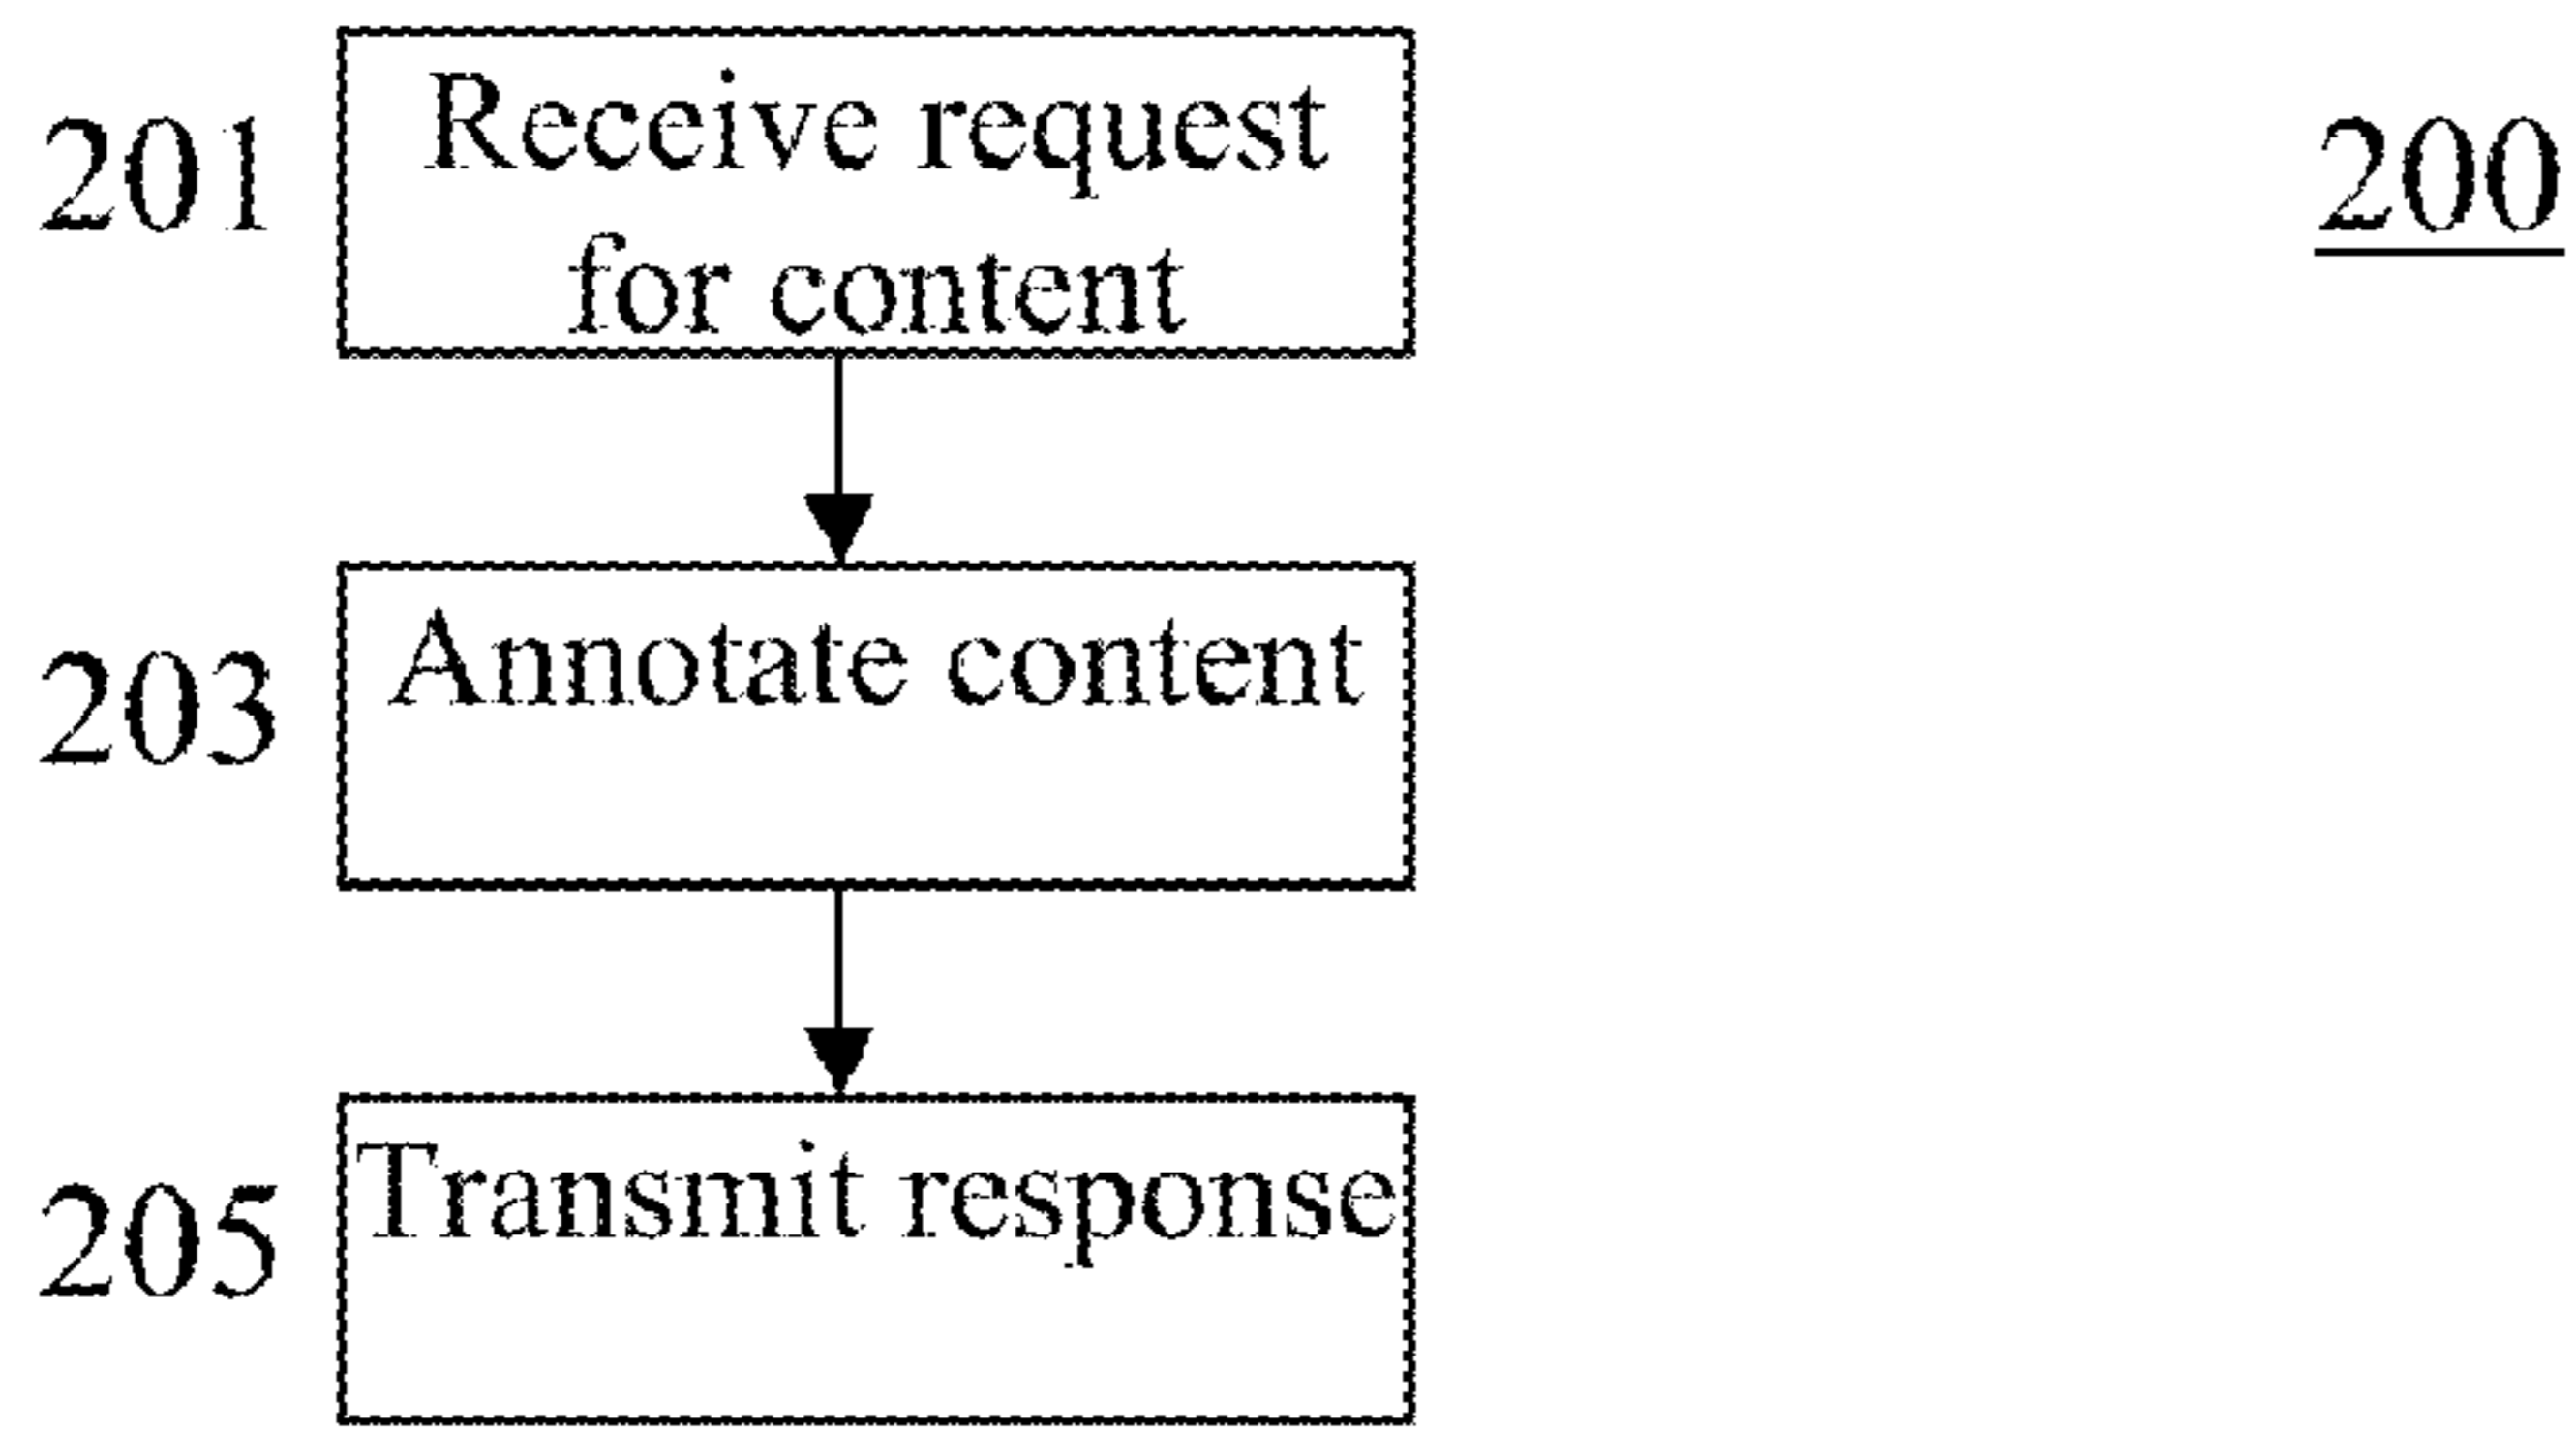 201
Receive request
for content
200
203
Annotate content
205
Transmit response